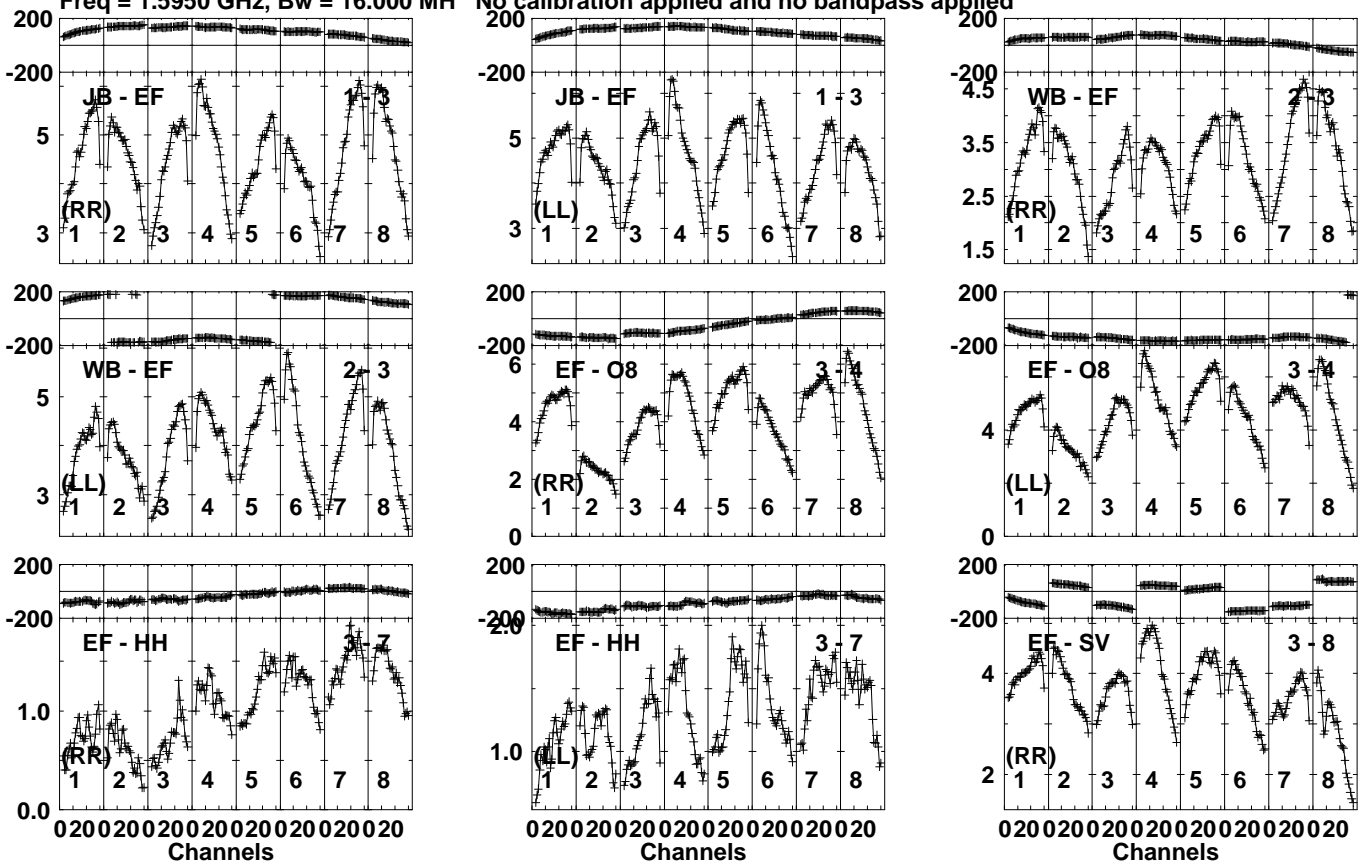 Freq = 1.5950 GHz, Bw = 16.000 MH No calibration applied and no bandpass applied
200 200 200
-200 -200 -200
JB - EF 1 - 3 JB - EF 1 - 3 4.5 WB - EF 2 - 3
5 5 3.5
2.5
(RR) (LL) (RR)
3 1 2 3 4 5 6 7 8 3 1 2 3 4 5 6 7 8 1 2 3 4 5 6 7 8
1.5
200 200 200
-200 -200 -200
WB - EF 2 - 3 6 EF - O8 3 - 4 EF - O8 3 - 4
5 4 4
3 (LL) 2 (RR) (LL)
1 2 3 4 5 6 7 8 1 2 3 4 5 6 7 8 1 2 3 4 5 6 7 8
0 0
200 200 200
-200 -200 -200
2.0
EF - HH 3 - 7 EF - HH 3 - 7 EF - SV 3 - 8
4
1.0 1.0
(RR) (LL) (RR)
1 2 3 4 5 6 7 8 1 2 3 4 5 6 7 8 2 1 2 3 4 5 6 7 8
0.0
0 20 0 20 0 20 0 20 0 20 0 20 0 20 0 20 0 20 0 20 0 20 0 20 0 20 0 20 0 20 0 20 0 20 0 20 0 20 0 20 0 20 0 20 0 20 0 20
Channels Channels Channels